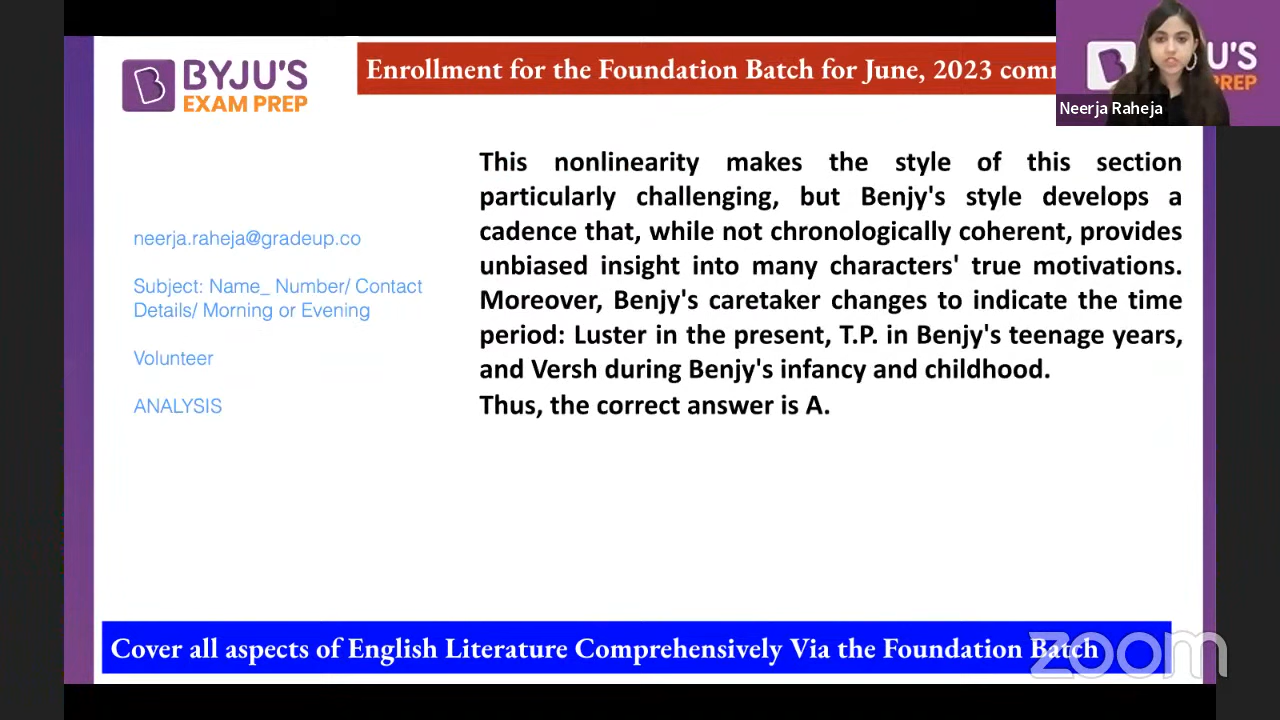 BYJU'S
EXAM PREP
Enrollment for the Foundation Batch for June, 2023
Neerja Raheja
This nonlinearity makes the style of this section
particularly challenging, but Benjy's style develops a
cadence that, while not chronologically coherent, provides
unbiased insight into many characters' true motivations.
Moreover, Benjy's caretaker changes to indicate the time
period: Luster in the present, T.P. in Benjy's teenage years,
and Versh during Benjy's infancy and childhood.
Thus, the correct answer is A.
neerja.raheja@gradeup.co
Subject: Name_ Number/ Contact
Details/ Morning or Evening
Volunteer
ANALYSIS
Cover all aspects of English Literature Comprehensively Via the Foundation Batch
zoom